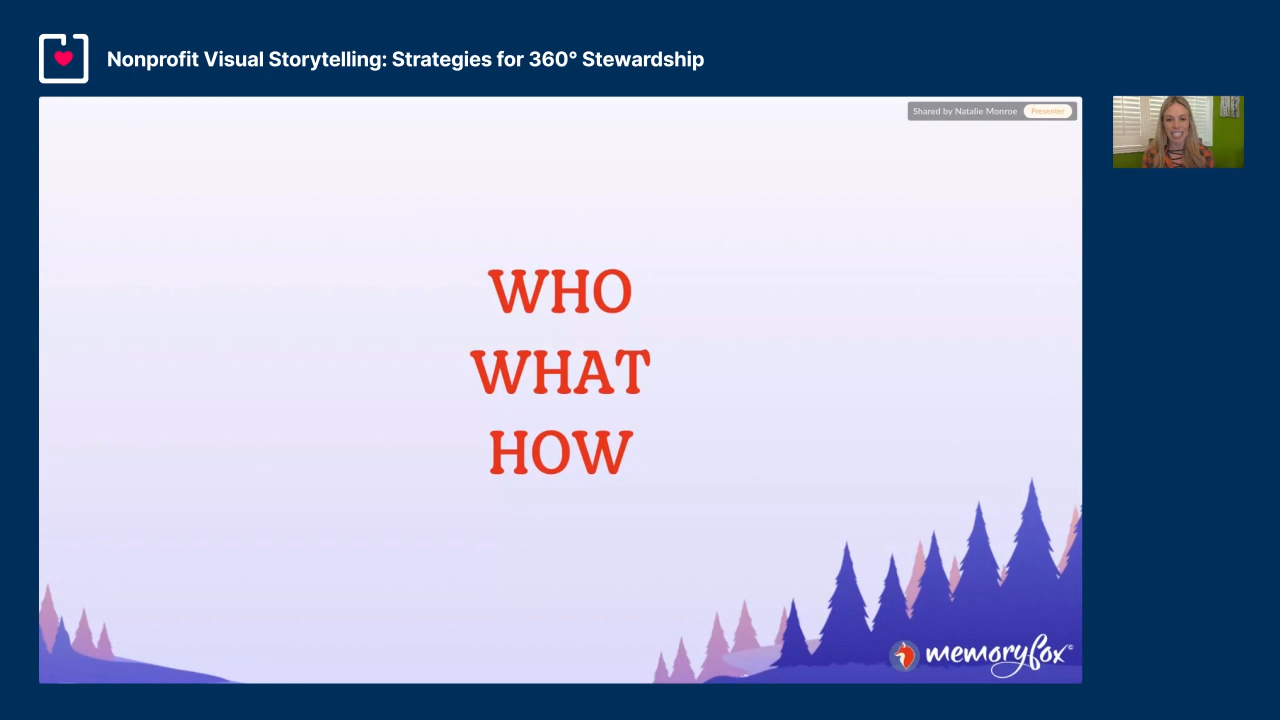 Nonprofit Visual Storytelling: Strategies for 360° Stewardship
Shared by Natalie Monroe Presenter
WHO
WHAT
HOW
memoryfox©